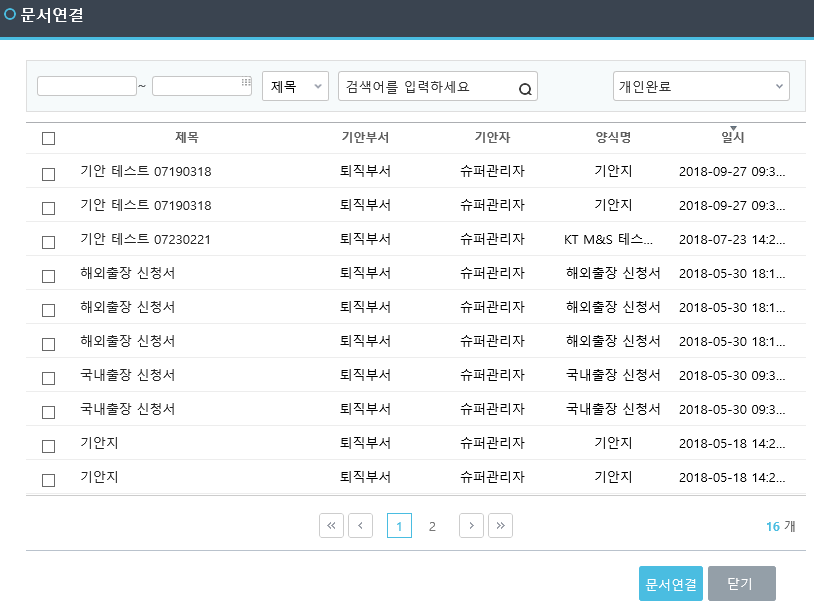 문서연결
~ 제목 검색어를 입력하세요 개인완료
제목 기안부서 기안자 양식명 일시
기안 테스트 07190318 퇴직부서 슈퍼관리자 기안지 2018-09-27 09:3...
기안 테스트 07190318 퇴직부서 슈퍼관리자 기안지 2018-09-27 09:3...
기안 테스트 07230221 퇴직부서 슈퍼관리자 KT M&S 테스... 2018-07-23 14:2...
해외출장 신청서 퇴직부서 슈퍼관리자 해외출장 신청서 2018-05-30 18:1...
해외출장 신청서 퇴직부서 슈퍼관리자 해외출장 신청서 2018-05-30 18:1...
해외출장 신청서 퇴직부서 슈퍼관리자 해외출장 신청서 2018-05-30 18:1...
국내출장 신청서 퇴직부서 슈퍼관리자 국내출장 신청서 2018-05-30 09:3...
국내출장 신청서 퇴직부서 슈퍼관리자 국내출장 신청서 2018-05-30 09:3...
기안지 퇴직부서 슈퍼관리자 기안지 2018-05-18 14:2...
기안지 퇴직부서 슈퍼관리자 기안지 2018-05-18 14:2...
« ‹ 1 2 › » 16 개
문서연결 닫기